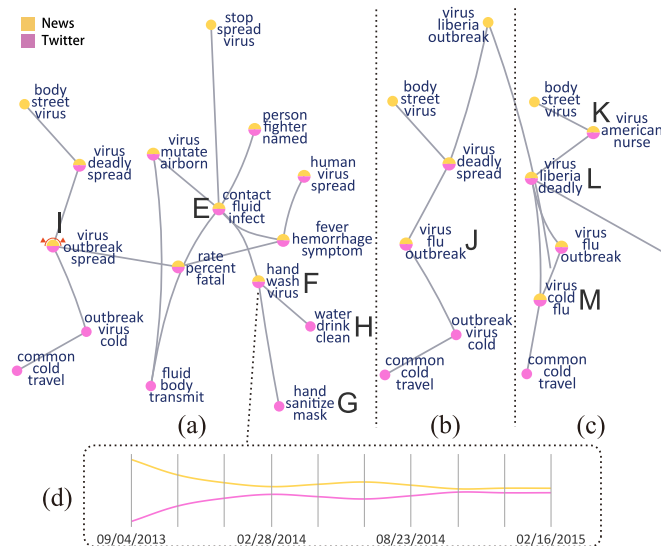 News
Twitter
stop
spread
virus
virus
liberia
outbreak
body
street
virus
person
fighter
named
virus
mutate
airborn
virus
deadly
spread
human
virus
spread
contact
fluid
infect
E
I
virus
outbreak
spread
fever
hemorrhage
symptom
rate
percent
fatal
hand
wash
virus
F
water
drink
clean
H
outbreak
virus
cold
common
cold
travel
fluid
body
transmit
hand
sanitize
mask
G
(a)
body
street
virus
virus
deadly
spread
virus
flu
outbreak
J
outbreak
virus
cold
common
cold
travel
(b)
body
street
virus
K
virus
american
nurse
virus
liberia
deadly
L
virus
flu
outbreak
virus
cold
flu
M
common
cold
travel
(c)
(d)
09/04/2013
02/28/2014
08/23/2014
02/16/2015